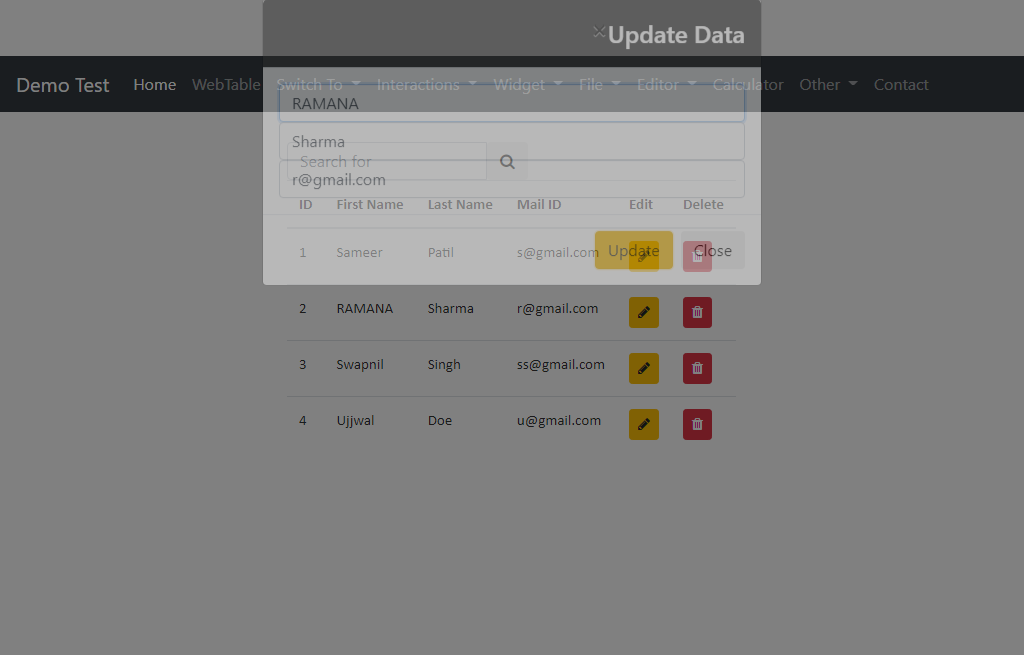 ×Update Data
Demo Test Home WebTable Switch To Interactions Widget File Editor Calculator Other Contact
RAMANA
Sharma
Search for
r@gmail.com
ID First Name Last Name Mail ID Edit Delete
1 Sameer Patil s@gmail.com
Update Close
2 RAMANA Sharma r@gmail.com
3 Swapnil Singh ss@gmail.com
4 Ujjwal Doe u@gmail.com